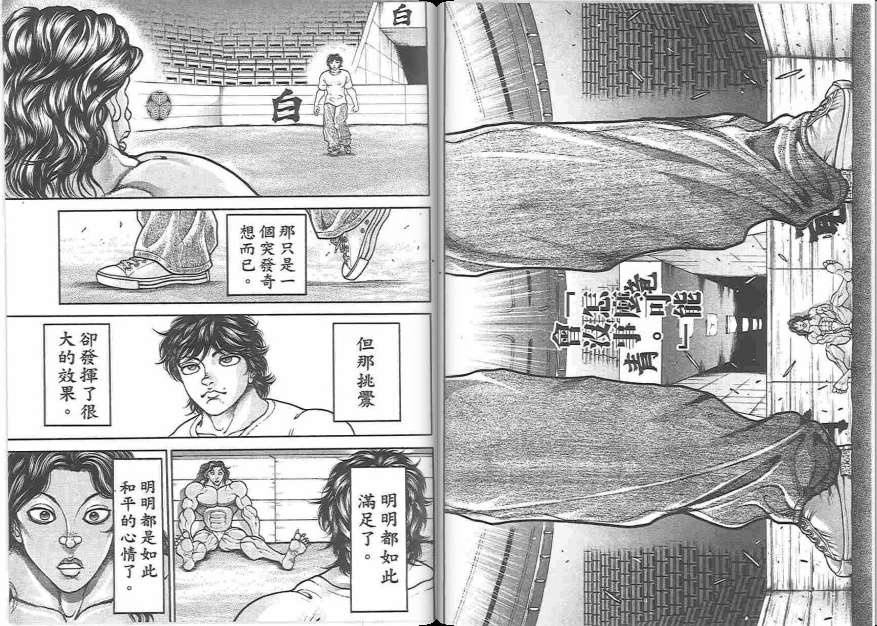 「怎麼可能
會沒事。」
白
白
那只是一
個突發奇
想而已。
但那挑釁
卻發揮了很
大的效果。
明明都如此
滿足了。
明明都是如此
和平的心情了。